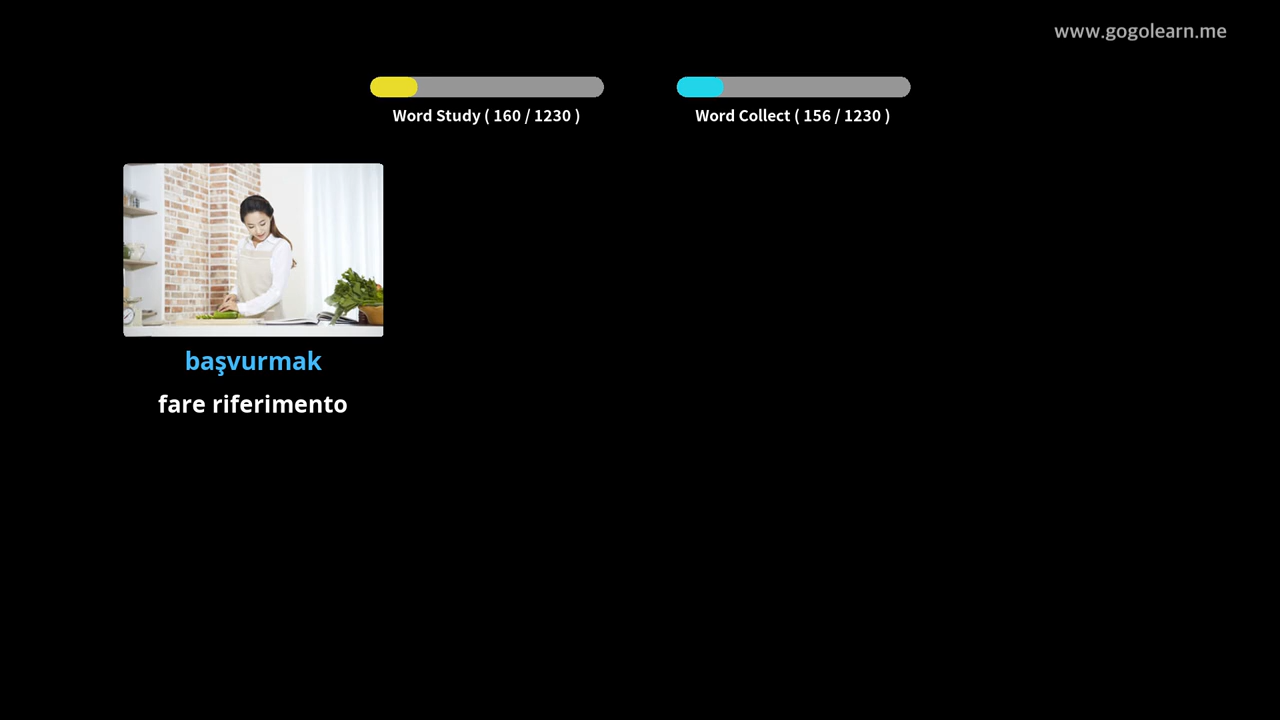 www.gogolearn.me
Word Study ( 160 / 1230 )
Word Collect ( 156 / 1230 )
başvurmak
fare riferimento